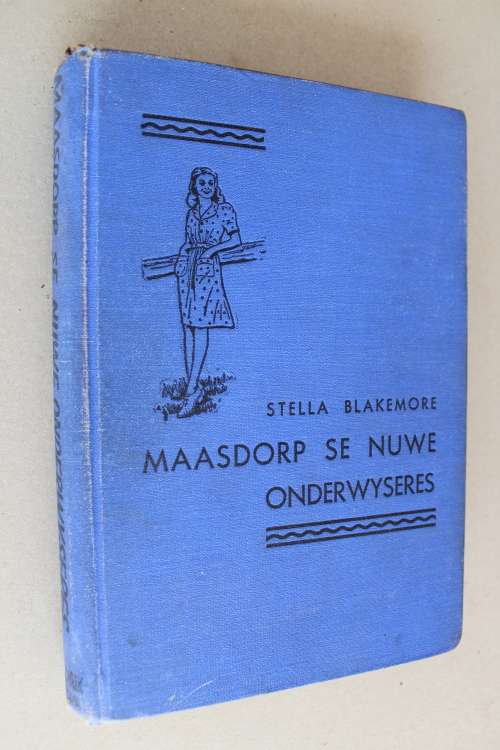 STELLA BLAKEMORE
MAASDORP SE NUWE
ONDERWYSERES
MAASDORP SE NUWE ONDERWYSERES